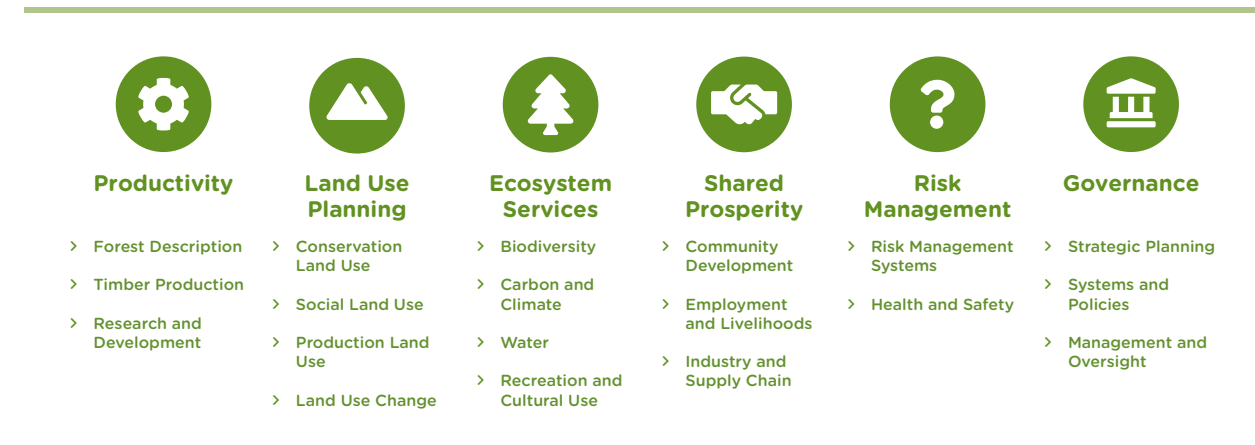 Productivity
Forest Description
Timber Production
Research and
Development
Land Use
Planning
Conservation
Land Use
Social Land Use
Production Land
Use
Land Use Change
Ecosystem
Services
Biodiversity
Carbon and
Climate
Water
Recreation and
Cultural Use
Shared
Prosperity
Community
Development
Employment
and Livelihoods
Industry and
Supply Chain
Risk
Management
Risk Management
Systems
Health and Safety
Governance
Strategic Planning
Systems and
Policies
Management and
Oversight